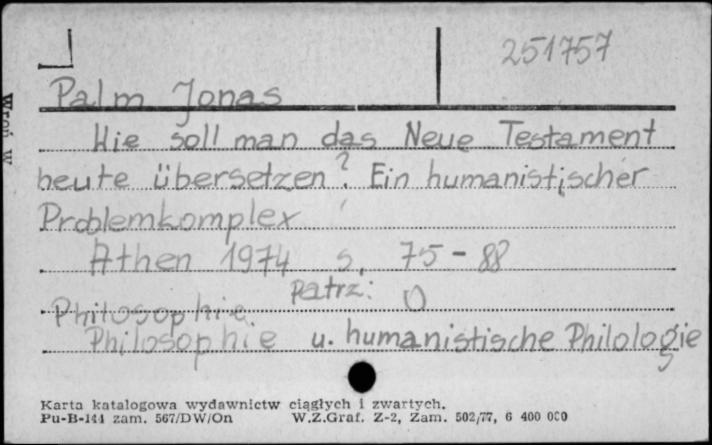 251757
Palm Jonas
Wie soll man das Neue Testament
heute übersetzen? Ein humanistischer
Problemkomplex
Athen 1974 s. 75-88
patrz: O
Philosophie
Philosophie u. humanistische Philologie
Karta katalogowa wydawnictw ciągłych i zwartych.
Pu-B-141 zam. 567/DW/On W.Z.Graf. Z-2, Zam. 502/77, 6 400 000